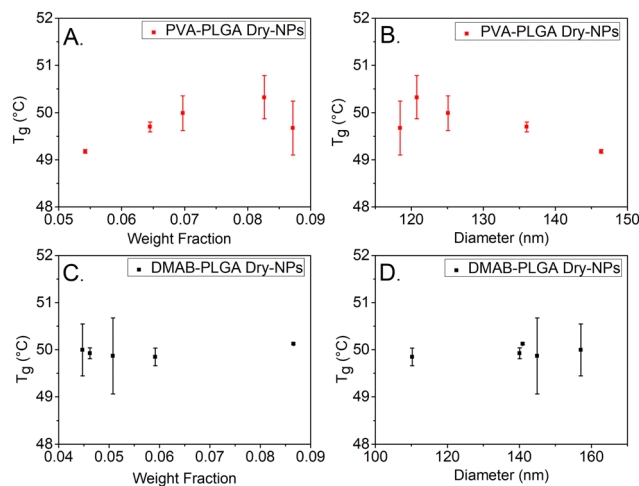 A.
PVA-PLGA Dry-NPs
52
51
50
49
48
Tg (°C)
0.05 0.06 0.07 0.08 0.09
Weight Fraction
B.
PVA-PLGA Dry-NPs
52
51
50
49
48
Tg (°C)
120 130 140 150
Diameter (nm)
C.
DMAB-PLGA Dry-NPs
52
51
50
49
48
Tg (°C)
0.04 0.05 0.06 0.07 0.08 0.09
Weight Fraction
D.
DMAB-PLGA Dry-NPs
52
51
50
49
48
Tg (°C)
100 120 140 160
Diameter (nm)